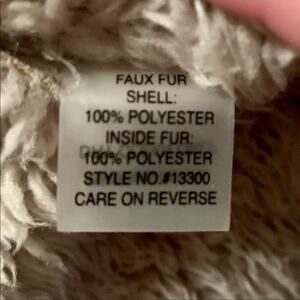 FAUX FUR
SHELL:
100% POLYESTER
INSIDE FUR:
100% POLYESTER
STYLE NO.#13300
CARE ON REVERSE